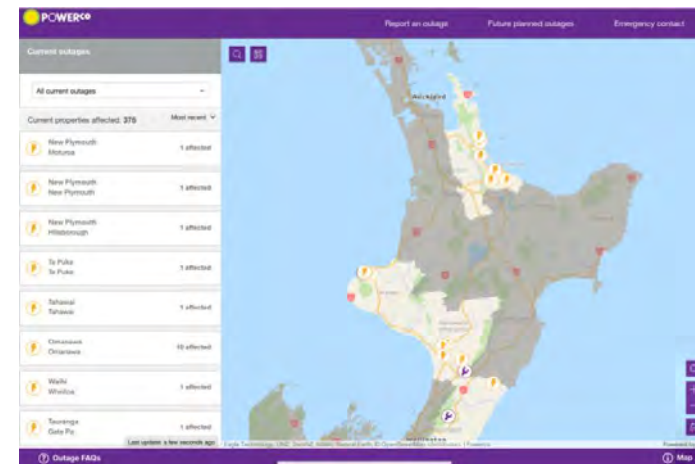 POWERCO
Report an outage
Future planned outages
Emergency contact
Current outages
All current outages
Current properties affected: 376
Most recent
New Plymouth
Moturoa
1 affected
New Plymouth
New Plymouth
1 affected
New Plymouth
Hillsborough
1 affected
Te Puke
Te Puke
1 affected
Tahawai
Tahawai
1 affected
Omanawa
Omanawa
10 affected
Waihi
1 affected
Tauranga
Gate Pa
1 affected
Last update: a few seconds ago
Outage FAQs
Map